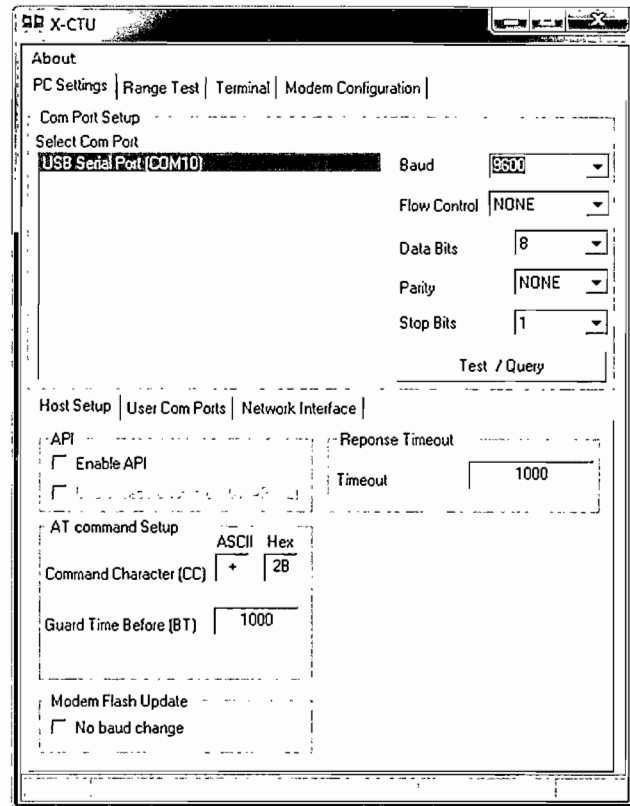 X-CTU
About
PC Settings Range Test Terminal Modem Configuration
Com Port Setup
Select Com Port
USB Serial Port (COM10)
Baud 9600
Flow Control NONE
Data Bits 8
Parity NONE
Stop Bits 1
Test / Query
Host Setup User Com Ports Network Interface
API
Enable API
Reponse Timeout
Timeout 1000
AT command Setup
ASCII Hex
Command Character (CC) + 2B
Guard Time Before (BT) 1000
Modem Flash Update
No baud change